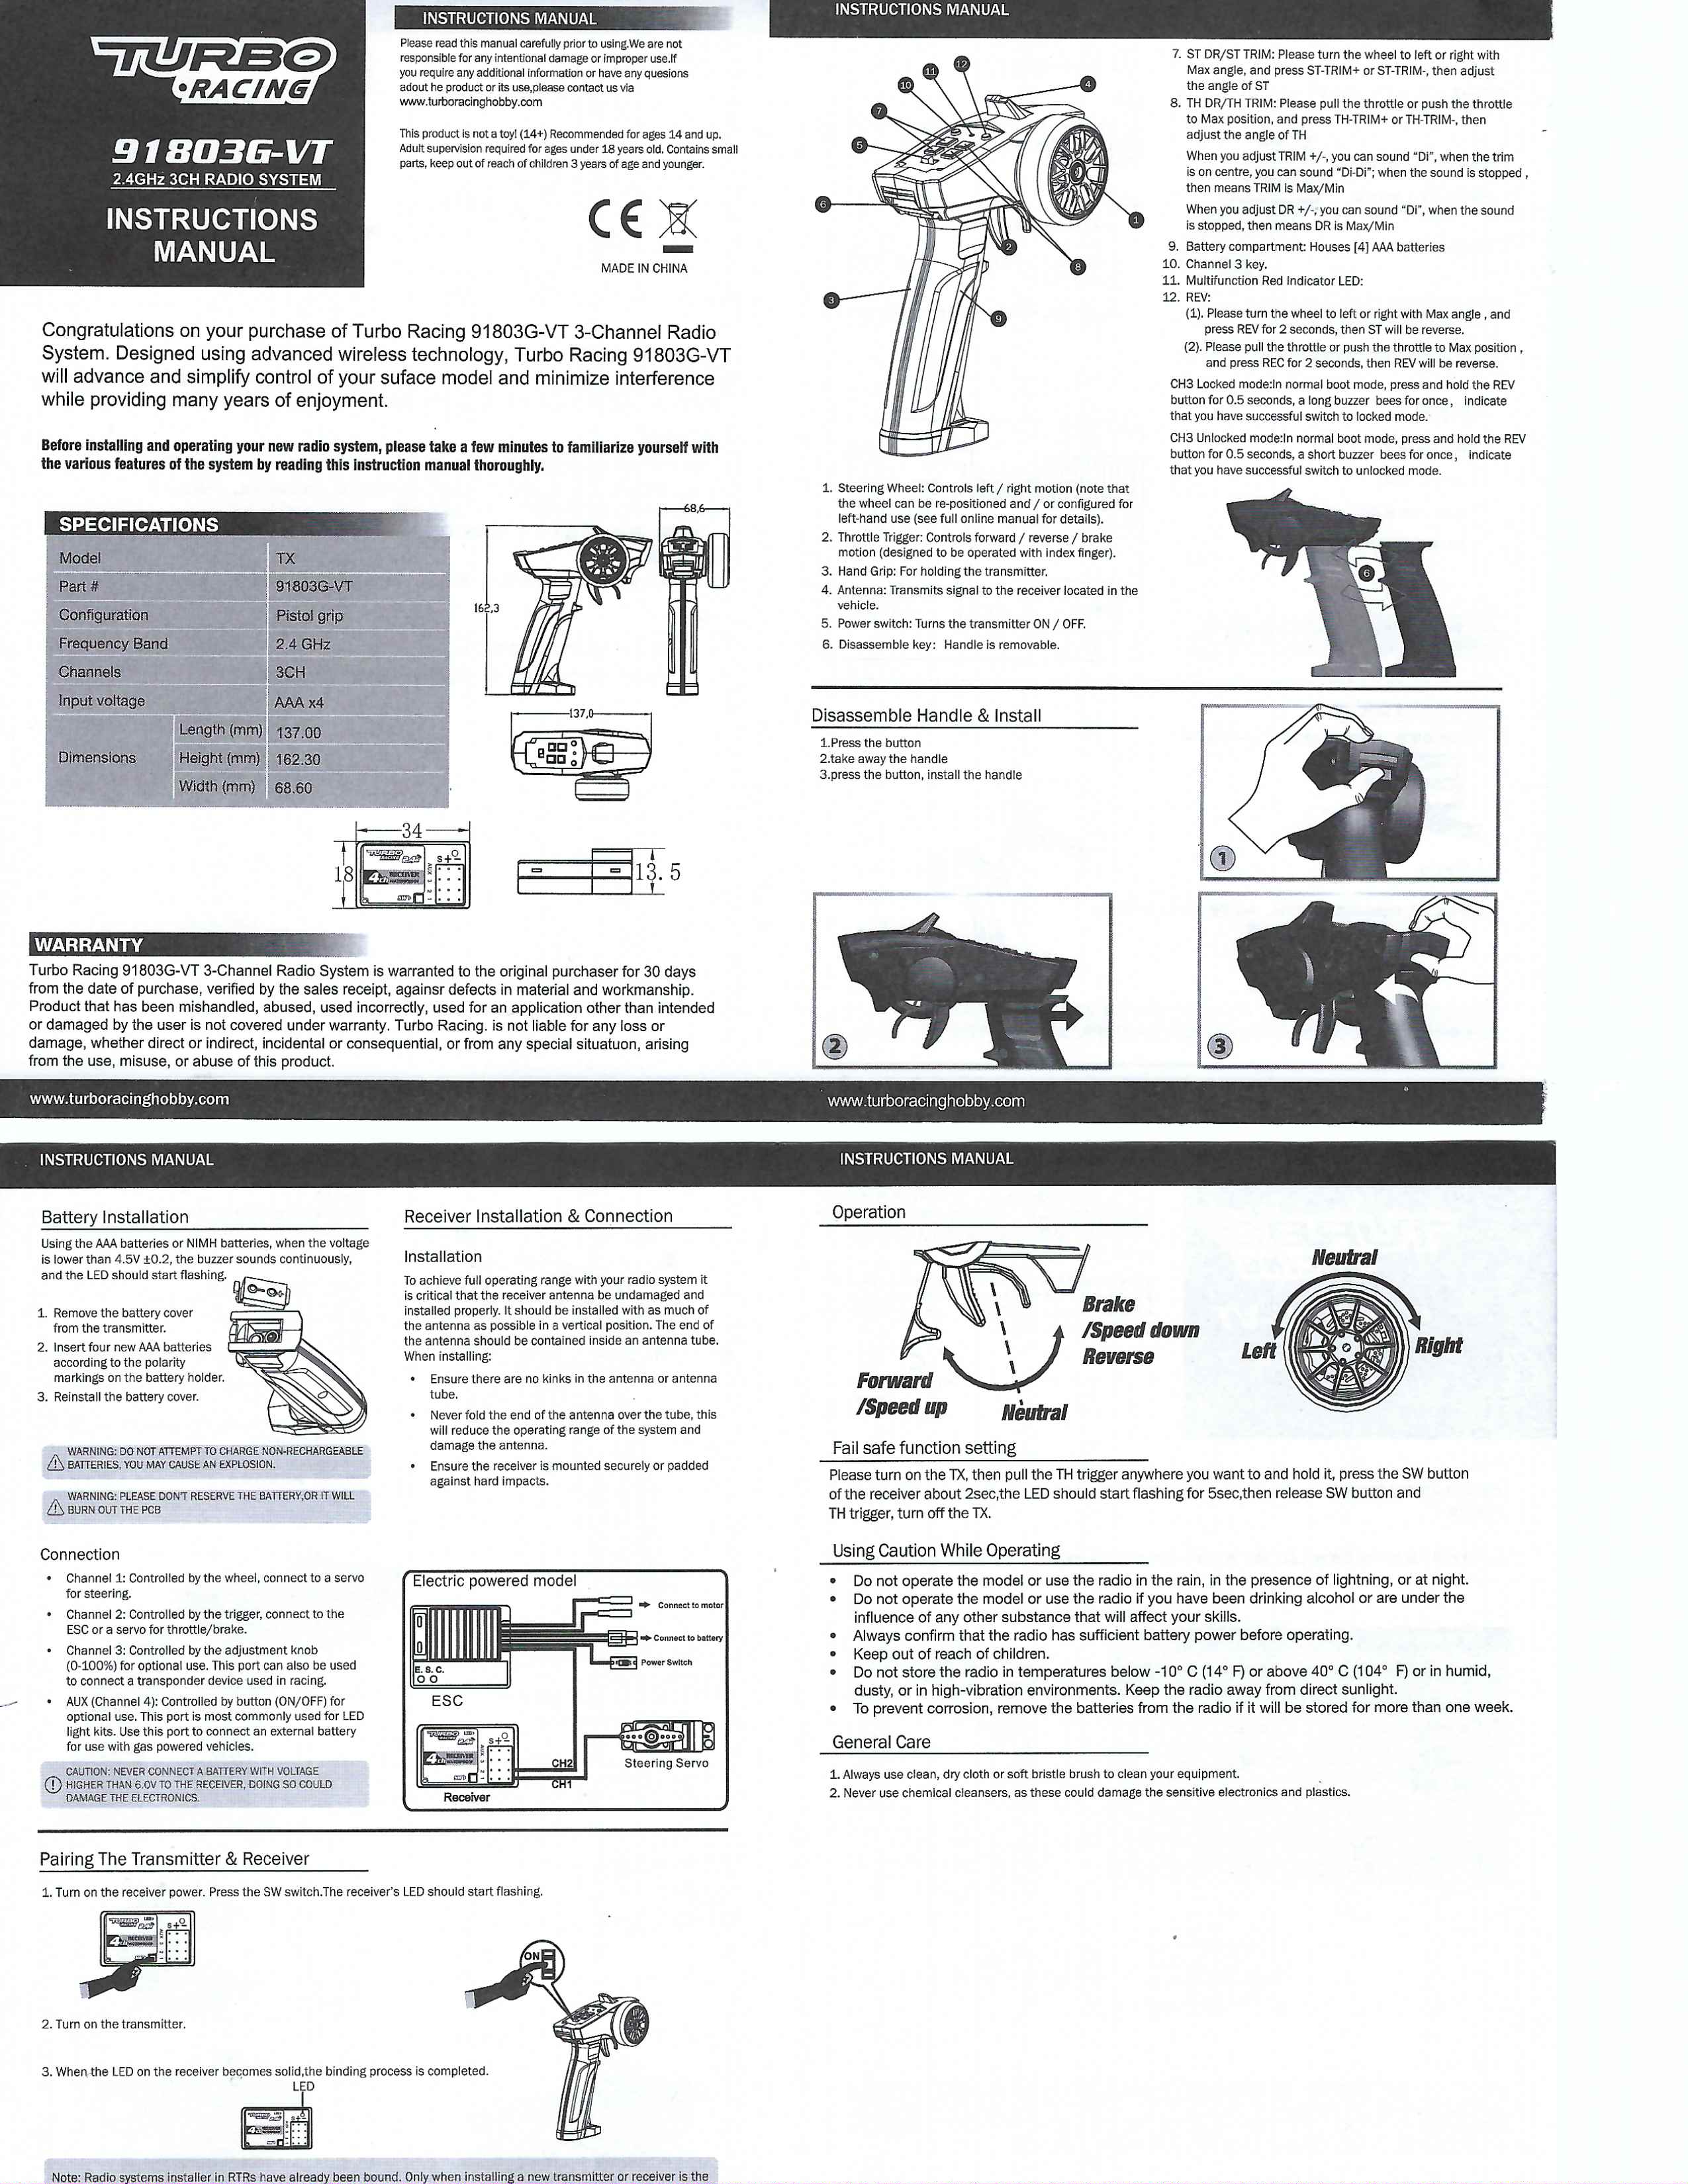 TURBO
RACING
91803G-VT
2.4GHz 3CH RADIO SYSTEM
INSTRUCTIONS
MANUAL
INSTRUCTIONS MANUAL
Please read this manual carefully prior to using.We are not
responsible for any intentional damage or improper use.If
you require any additional information or have any quesions
adout he product or its use,please contact us via
www.turboracinghobby.com
This product is not a toy! (14+) Recommended for ages 14 and up.
Adult supervision required for ages under 18 years old. Contains small
parts, keep out of reach of children 3 years of age and younger.
CE
MADE IN CHINA
Congratulations on your purchase of Turbo Racing 91803G-VT 3-Channel Radio
System. Designed using advanced wireless technology, Turbo Racing 91803G-VT
will advance and simplify control of your suface model and minimize interference
while providing many years of enjoyment.
Before installing and operating your new radio system, please take a few minutes to familiarize yourself with
the various features of the system by reading this instruction manual thoroughly.
SPECIFICATIONS
Model TX
Part # 91803G-VT
Configuration Pistol grip
Frequency Band 2.4 GHz
Channels 3CH
Input voltage AAA x4
Dimensions
Length (mm) 137.00
Height (mm) 162.30
Width (mm) 68.60
68,6
162,3
137,0
34
18
TURBO RACING 2.4G
S+-
4CH RECEIVER WATERPROOF
AUX 3 2 1
13.5
WARRANTY
Turbo Racing 91803G-VT 3-Channel Radio System is warranted to the original purchaser for 30 days
from the date of purchase, verified by the sales receipt, againsr defects in material and workmanship.
Product that has been mishandled, abused, used incorrectly, used for an application other than intended
or damaged by the user is not covered under warranty. Turbo Racing. is not liable for any loss or
damage, whether direct or indirect, incidental or consequential, or from any special situatuon, arising
from the use, misuse, or abuse of this product.
www.turboracinghobby.com
INSTRUCTIONS MANUAL
12
11
10
4
7
5
6
1
2
8
3
9
1. Steering Wheel: Controls left / right motion (note that
the wheel can be re-positioned and / or configured for
left-hand use (see full online manual for details).
2. Throttle Trigger: Controls forward / reverse / brake
motion (designed to be operated with index finger).
3. Hand Grip: For holding the transmitter.
4. Antenna: Transmits signal to the receiver located in the
vehicle.
5. Power switch: Turns the transmitter ON / OFF.
6. Disassemble key: Handle is removable.
7. ST DR/ST TRIM: Please turn the wheel to left or right with
Max angle, and press ST-TRIM+ or ST-TRIM-, then adjust
the angle of ST
8. TH DR/TH TRIM: Please pull the throttle or push the throttle
to Max position, and press TH-TRIM+ or TH-TRIM-, then
adjust the angle of TH
When you adjust TRIM +/-, you can sound "Di", when the trim
is on centre, you can sound "Di-Di"; when the sound is stopped ,
then means TRIM is Max/Min
When you adjust DR +/-, you can sound "Di", when the sound
is stopped, then means DR is Max/Min
9. Battery compartment: Houses [4] AAA batteries
10. Channel 3 key.
11. Multifunction Red Indicator LED:
12. REV:
(1). Please turn the wheel to left or right with Max angle , and
press REV for 2 seconds, then ST will be reverse.
(2). Please pull the throttle or push the throttle to Max position ,
and press REC for 2 seconds, then REV will be reverse.
CH3 Locked mode:In normal boot mode, press and hold the REV
button for 0.5 seconds, a long buzzer bees for once, indicate
that you have successful switch to locked mode.
CH3 Unlocked mode:In normal boot mode, press and hold the REV
button for 0.5 seconds, a short buzzer bees for once, indicate
that you have successful switch to unlocked mode.
6
Disassemble Handle & Install
1.Press the button
2.take away the handle
3.press the button, install the handle
1
2
3
www.turboracinghobby.com
INSTRUCTIONS MANUAL
Battery Installation
Using the AAA batteries or NIMH batteries, when the voltage
is lower than 4.5V ±0.2, the buzzer sounds continuously,
and the LED should start flashing.
1. Remove the battery cover
from the transmitter.
2. Insert four new AAA batteries
according to the polarity
markings on the battery holder.
3. Reinstall the battery cover.
WARNING: DO NOT ATTEMPT TO CHARGE NON-RECHARGEABLE
BATTERIES, YOU MAY CAUSE AN EXPLOSION.
WARNING: PLEASE DON'T RESERVE THE BATTERY,OR IT WILL
BURN OUT THE PCB
Receiver Installation & Connection
Installation
To achieve full operating range with your radio system it
is critical that the receiver antenna be undamaged and
installed properly. It should be installed with as much of
the antenna as possible in a vertical position. The end of
the antenna should be contained inside an antenna tube.
When installing:
• Ensure there are no kinks in the antenna or antenna
tube.
• Never fold the end of the antenna over the tube, this
will reduce the operating range of the system and
damage the antenna.
• Ensure the receiver is mounted securely or padded
against hard impacts.
Connection
• Channel 1: Controlled by the wheel, connect to a servo
for steering.
• Channel 2: Controlled by the trigger, connect to the
ESC or a servo for throttle/brake.
• Channel 3: Controlled by the adjustment knob
(0-100%) for optional use. This port can also be used
to connect a transponder device used in racing.
• AUX (Channel 4): Controlled by button (ON/OFF) for
optional use. This port is most commonly used for LED
light kits. Use this port to connect an external battery
for use with gas powered vehicles.
CAUTION: NEVER CONNECT A BATTERY WITH VOLTAGE
HIGHER THAN 6.0V TO THE RECEIVER, DOING SO COULD
DAMAGE THE ELECTRONICS.
Electric powered model
Connect to motor
Connect to battery
Power Switch
E. S. C.
ESC
TURBO RACING 2.4G
S+-
4CH RECEIVER WATERPROOF
CH2
CH1
Steering Servo
Receiver
Pairing The Transmitter & Receiver
1. Turn on the receiver power. Press the SW switch.The receiver's LED should start flashing.
TURBO RACING 2.4G
S+-
4CH RECEIVER WATERPROOF
ON
2. Turn on the transmitter.
3. When the LED on the receiver becomes solid,the binding process is completed.
LED
Note: Radio systems installer in RTRs have already been bound. Only when installing a new transmitter or receiver is the
INSTRUCTIONS MANUAL
Operation
Brake
/Speed down
Reverse
Forward
/Speed up
Neutral
Neutral
Left
Right
Fail safe function setting
Please turn on the TX, then pull the TH trigger anywhere you want to and hold it, press the SW button
of the receiver about 2sec,the LED should start flashing for 5sec,then release SW button and
TH trigger, turn off the TX.
Using Caution While Operating
• Do not operate the model or use the radio in the rain, in the presence of lightning, or at night.
• Do not operate the model or use the radio if you have been drinking alcohol or are under the
influence of any other substance that will affect your skills.
• Always confirm that the radio has sufficient battery power before operating.
• Keep out of reach of children.
• Do not store the radio in temperatures below -10° C (14° F) or above 40° C (104° F) or in humid,
dusty, or in high-vibration environments. Keep the radio away from direct sunlight.
• To prevent corrosion, remove the batteries from the radio if it will be stored for more than one week.
General Care
1. Always use clean, dry cloth or soft bristle brush to clean your equipment.
2. Never use chemical cleansers, as these could damage the sensitive electronics and plastics.